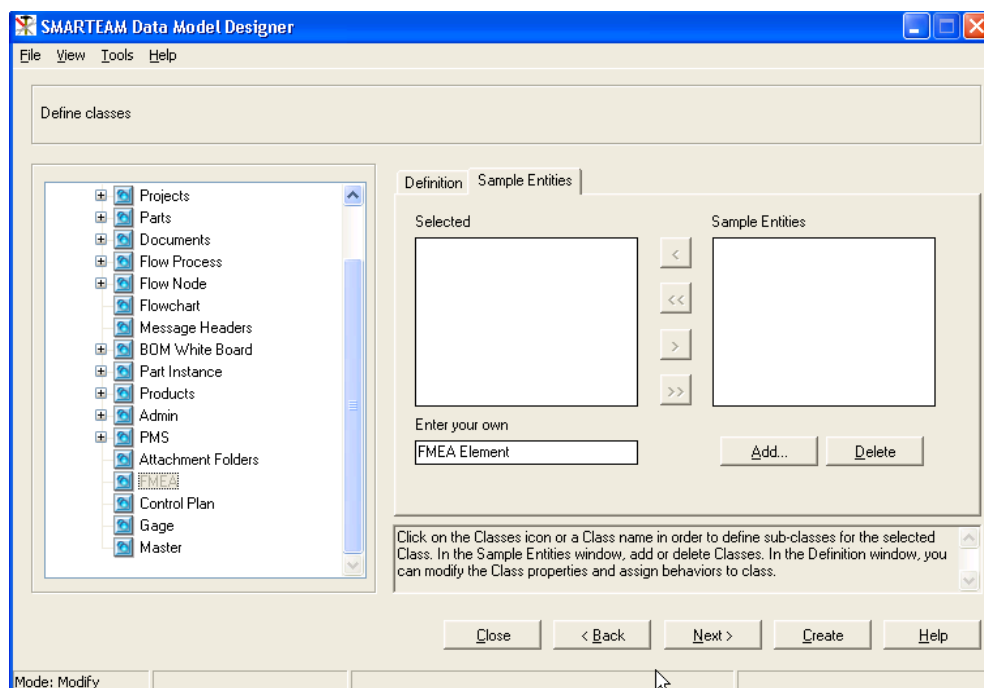 SMARTEAM Data Model Designer
File View Tools Help
Define classes
Projects
Parts
Documents
Flow Process
Flow Node
Flowchart
Message Headers
BOM White Board
Part Instance
Products
Admin
PMS
Attachment Folders
FMEA
Control Plan
Gage
Master
Definition Sample Entities
Selected
Sample Entities
<
<<
>
>>
Enter your own
FMEA Element
Add...
Delete
Click on the Classes icon or a Class name in order to define sub-classes for the selected
Class. In the Sample Entities window, add or delete Classes. In the Definition window, you
can modify the Class properties and assign behaviors to class.
Close
< Back
Next >
Create
Help
Mode: Modify